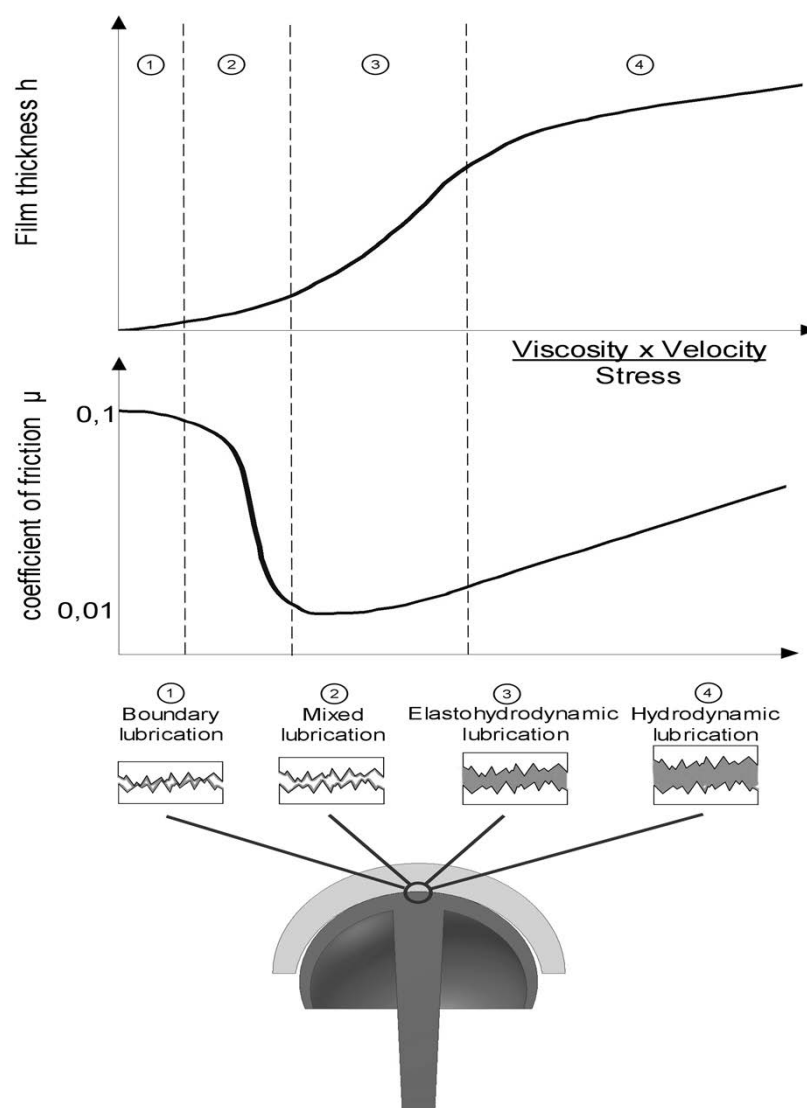 Film thickness h
1
2
3
4
Viscosity x Velocity
Stress
coefficient of friction µ
0,1
0,01
1
Boundary
lubrication
2
Mixed
lubrication
3
Elastohydrodynamic
lubrication
4
Hydrodynamic
lubrication